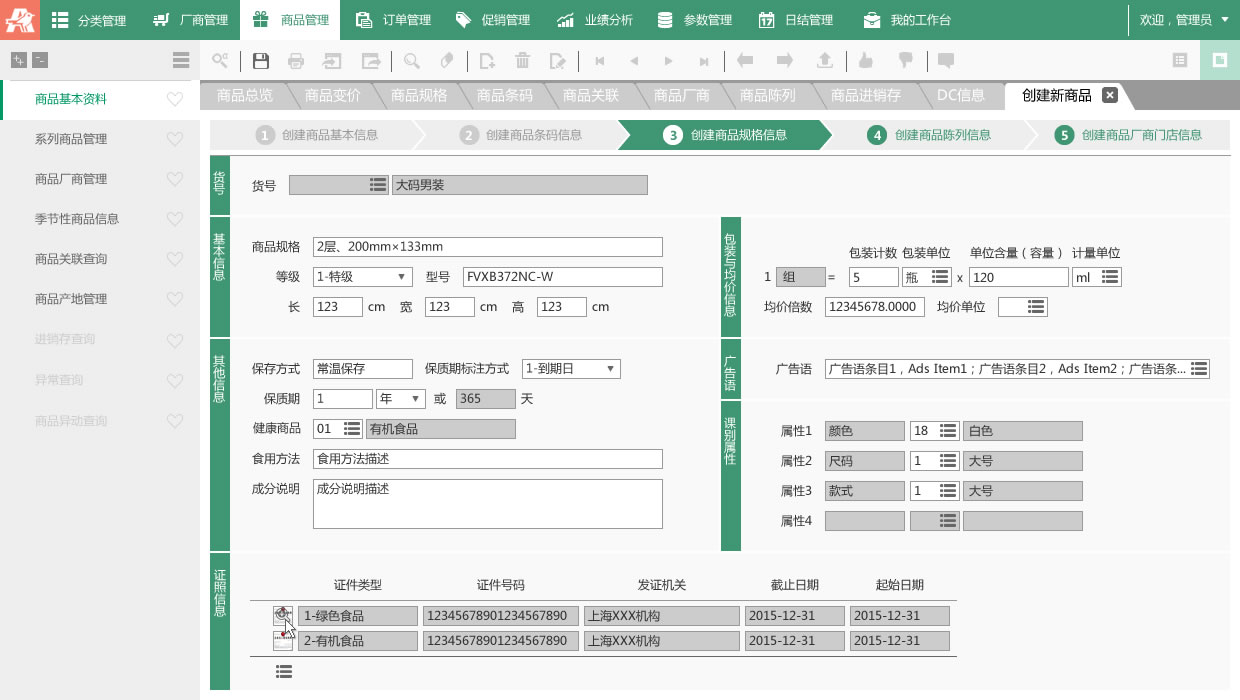 分类管理 厂商管理 商品管理 订单管理 促销管理 业绩分析 参数管理 日结管理 我的工作台 欢迎，管理员
商品总览 商品变价 商品规格 商品条码 商品关联 商品厂商 商品陈列 商品进销存 DC信息 创建新商品
商品基本资料
系列商品管理
商品厂商管理
季节性商品信息
商品关联查询
商品产地管理
进销存查询
异常查询
商品异动查询
1 创建商品基本信息 2 创建商品条码信息 3 创建商品规格信息 4 创建商品陈列信息 5 创建商品厂商门店信息
货号
货号 大码男装
基本信息
商品规格 2层、200mm×133mm
等级 1-特级 型号 FVXB372NC-W
长 123 cm 宽 123 cm 高 123 cm
包装与均价信息
包装计数 包装单位 单位含量（容量） 计量单位
1 组 = 5 瓶 x 120 ml
均价倍数 12345678.0000 均价单位
其他信息
保存方式 常温保存 保质期标注方式 1-到期日
保质期 1 年 或 365 天
健康商品 01 有机食品
食用方法 食用方法描述
成分说明 成分说明描述
广告语
广告语 广告语条目1，Ads Item1；广告语条目2，Ads Item2；广告语条...
课别属性
属性1 颜色 18 白色
属性2 尺码 1 大号
属性3 款式 1 大号
属性4
证照信息
证件类型 证件号码 发证机关 截止日期 起始日期
1-绿色食品 12345678901234567890 上海XXX机构 2015-12-31 2015-12-31
2-有机食品 12345678901234567890 上海XXX机构 2015-12-31 2015-12-31